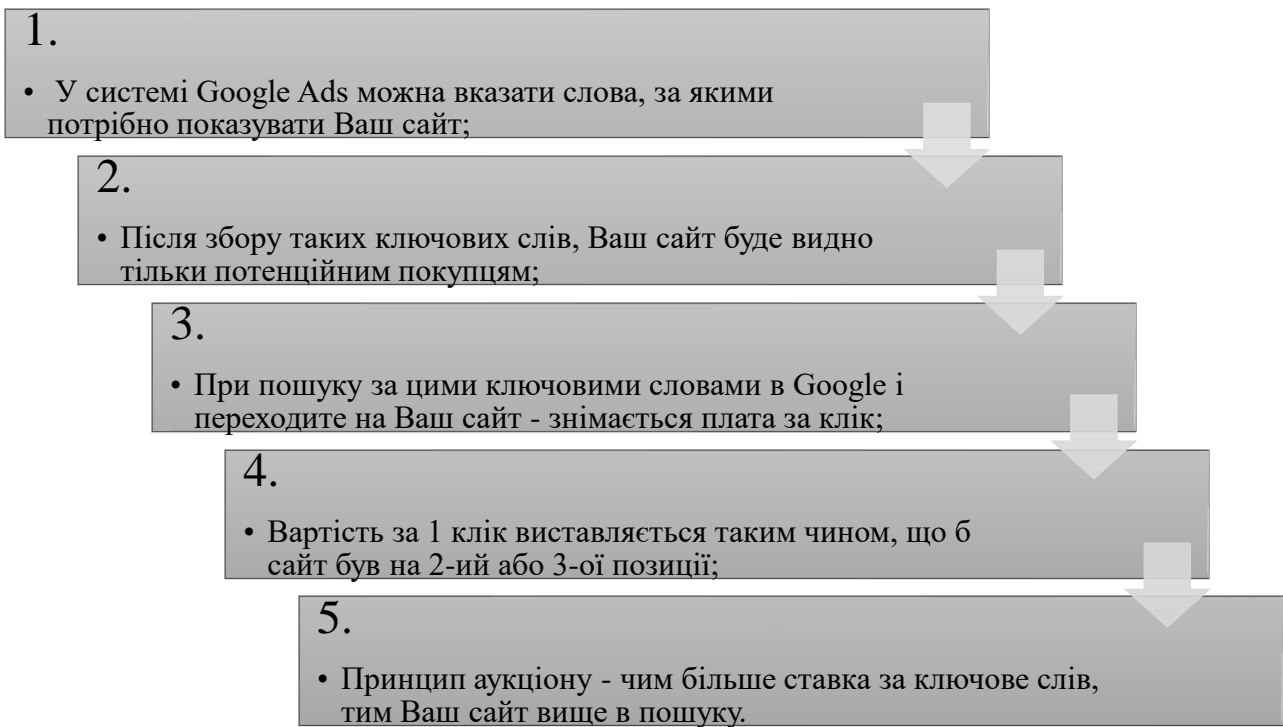 1.
• У системі Google Ads можна вказати слова, за якими
потрібно показувати Ваш сайт;
2.
• Після збору таких ключових слів, Ваш сайт буде видно
тільки потенційним покупцям;
3.
• При пошуку за цими ключовими словами в Google і
переходите на Ваш сайт - знімається плата за клік;
4.
• Вартість за 1 клік виставляється таким чином, що б
сайт був на 2-ий або 3-ої позиції;
5.
• Принцип аукціону - чим більше ставка за ключове слів,
тим Ваш сайт вище в пошуку.